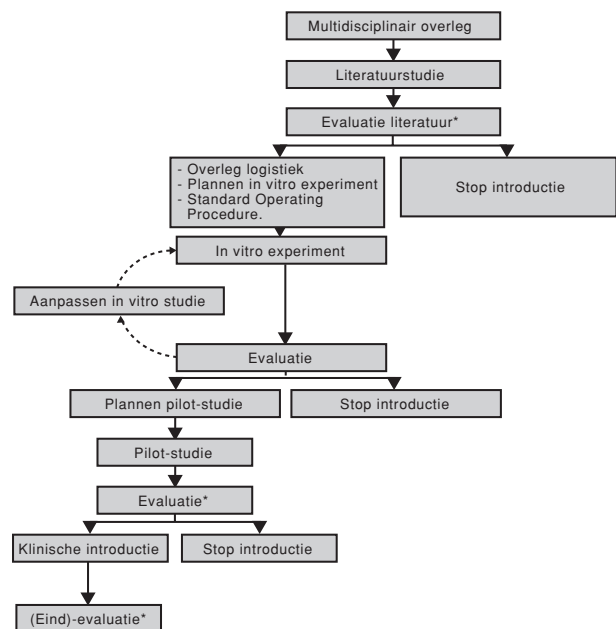 Multidisciplinair overleg
Literatuurstudie
Evaluatie literatuur*
- Overleg logistiek
- Plannen in vitro experiment
- Standard Operating
Procedure.
Stop introductie
In vitro experiment
Aanpassen in vitro studie
Evaluatie
Plannen pilot-studie
Stop introductie
Pilot-studie
Evaluatie*
Klinische introductie
Stop introductie
(Eind)-evaluatie*